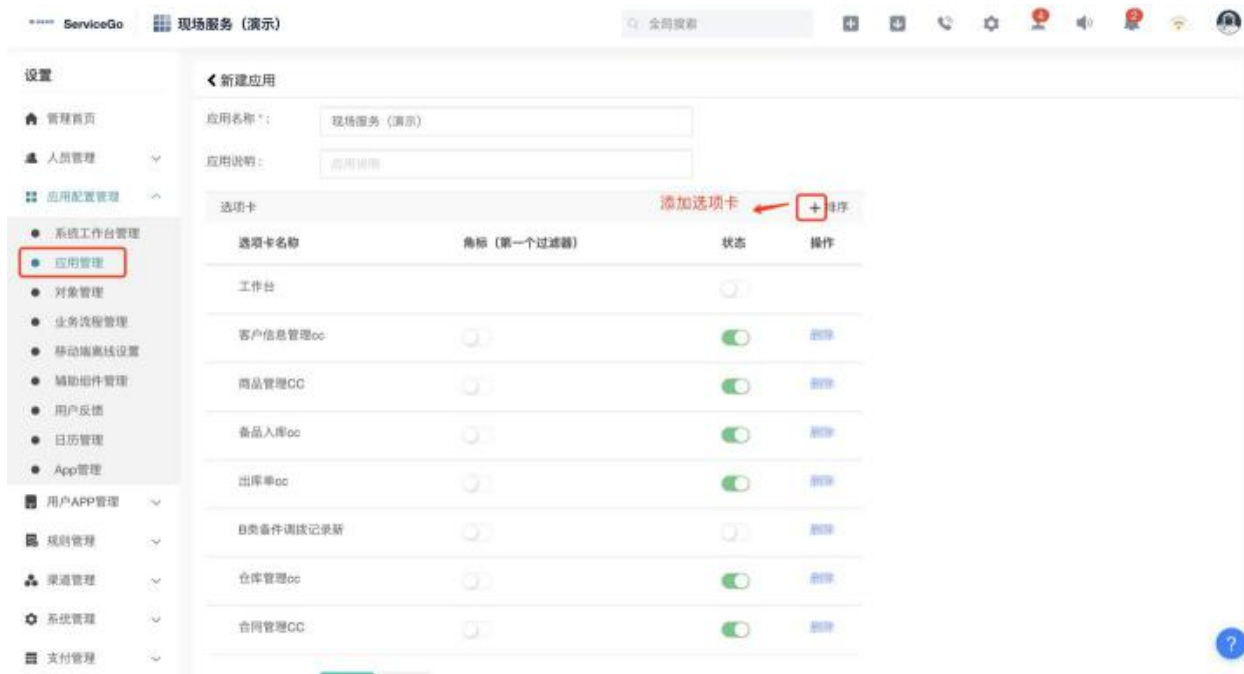 ServiceGo
现场服务（演示）
全局搜索
4
2
设置
管理首页
人员管理
应用配置管理
系统工作台管理
应用管理
对象管理
业务流程管理
移动端离线设置
辅助组件管理
用户反馈
日历管理
App管理
用户APP管理
规则管理
渠道管理
系统管理
支付管理
新建应用
应用名称*：
现场服务（演示）
应用说明：
应用说明
选项卡
添加选项卡
+ 排序
选项卡名称 角标（第一个过滤器） 状态 操作
工作台
客户信息管理cc 删除
商品管理CC 删除
备品入库cc 删除
出库单cc 删除
B类备件调拨记录新 删除
仓库管理cc 删除
合同管理CC 删除
?